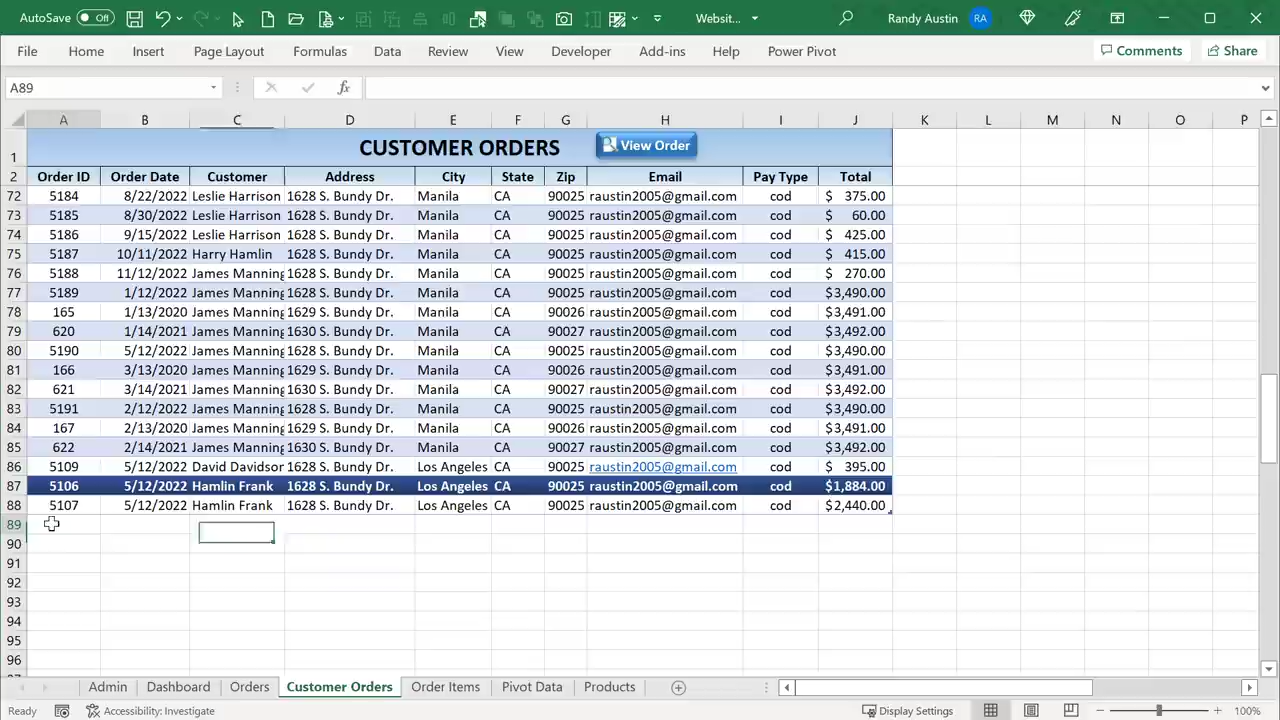 AutoSave Off Websit... Randy Austin RA
File Home Insert Page Layout Formulas Data Review View Developer Add-ins Help Power Pivot Comments Share
A89 fx
A B C D E F G H I J K L M N O P
1 CUSTOMER ORDERS View Order
2 Order ID Order Date Customer Address City State Zip Email Pay Type Total
72 5184 8/22/2022 Leslie Harrison 1628 S. Bundy Dr. Manila CA 90025 raustin2005@gmail.com cod $ 375.00
73 5185 8/30/2022 Leslie Harrison 1628 S. Bundy Dr. Manila CA 90025 raustin2005@gmail.com cod $ 60.00
74 5186 9/15/2022 Leslie Harrison 1628 S. Bundy Dr. Manila CA 90025 raustin2005@gmail.com cod $ 425.00
75 5187 10/11/2022 Harry Hamlin 1628 S. Bundy Dr. Manila CA 90025 raustin2005@gmail.com cod $ 415.00
76 5188 11/12/2022 James Manning 1628 S. Bundy Dr. Manila CA 90025 raustin2005@gmail.com cod $ 270.00
77 5189 1/12/2022 James Manning 1628 S. Bundy Dr. Manila CA 90025 raustin2005@gmail.com cod $3,490.00
78 165 1/13/2020 James Manning 1629 S. Bundy Dr. Manila CA 90026 raustin2005@gmail.com cod $3,491.00
79 620 1/14/2021 James Manning 1630 S. Bundy Dr. Manila CA 90027 raustin2005@gmail.com cod $3,492.00
80 5190 5/12/2022 James Manning 1628 S. Bundy Dr. Manila CA 90025 raustin2005@gmail.com cod $3,490.00
81 166 3/13/2020 James Manning 1629 S. Bundy Dr. Manila CA 90026 raustin2005@gmail.com cod $3,491.00
82 621 3/14/2021 James Manning 1630 S. Bundy Dr. Manila CA 90027 raustin2005@gmail.com cod $3,492.00
83 5191 2/12/2022 James Manning 1628 S. Bundy Dr. Manila CA 90025 raustin2005@gmail.com cod $3,490.00
84 167 2/13/2020 James Manning 1629 S. Bundy Dr. Manila CA 90026 raustin2005@gmail.com cod $3,491.00
85 622 2/14/2021 James Manning 1630 S. Bundy Dr. Manila CA 90027 raustin2005@gmail.com cod $3,492.00
86 5109 5/12/2022 David Davidson 1628 S. Bundy Dr. Los Angeles CA 90025 raustin2005@gmail.com cod $ 395.00
87 5106 5/12/2022 Hamlin Frank 1628 S. Bundy Dr. Los Angeles CA 90025 raustin2005@gmail.com cod $1,884.00
88 5107 5/12/2022 Hamlin Frank 1628 S. Bundy Dr. Los Angeles CA 90025 raustin2005@gmail.com cod $2,440.00
89
90
91
92
93
94
95
96
Admin Dashboard Orders Customer Orders Order Items Pivot Data Products
Ready Accessibility: Investigate Display Settings 100%